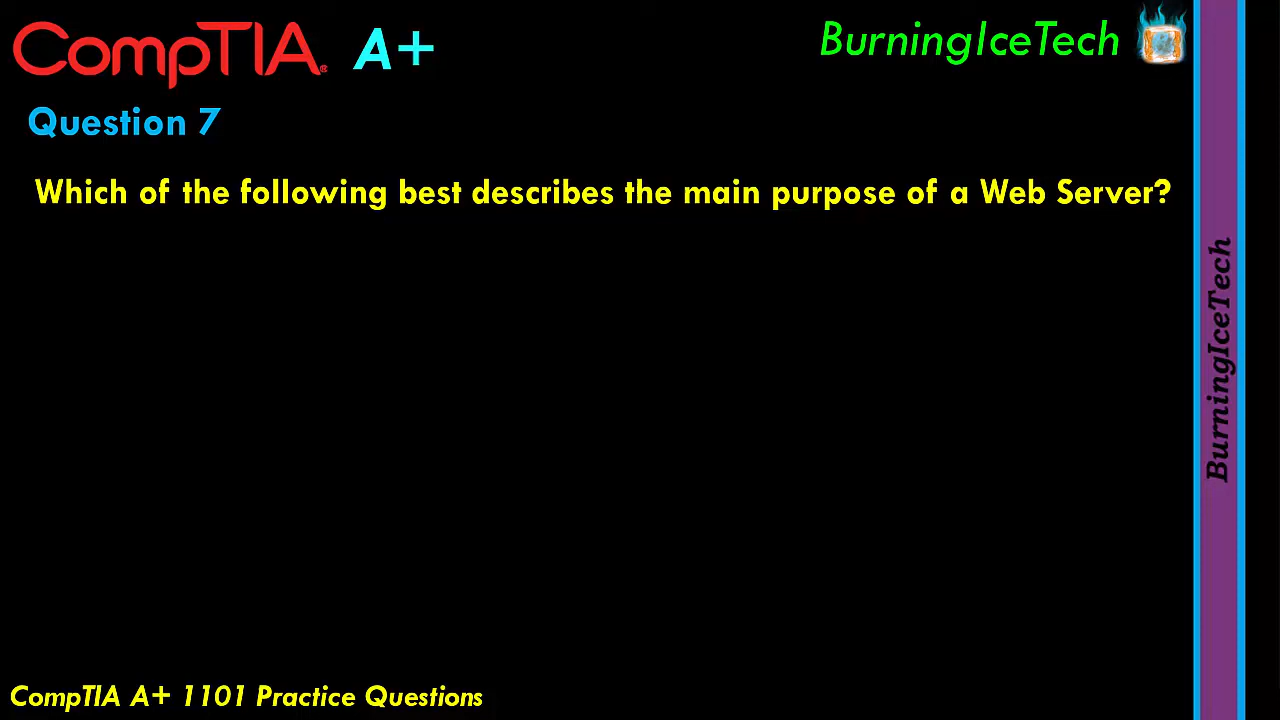 CompTIA® A+
BurningIceTech
Question 7
Which of the following best describes the main purpose of a Web Server?
BurningIceTech
CompTIA A+ 1101 Practice Questions